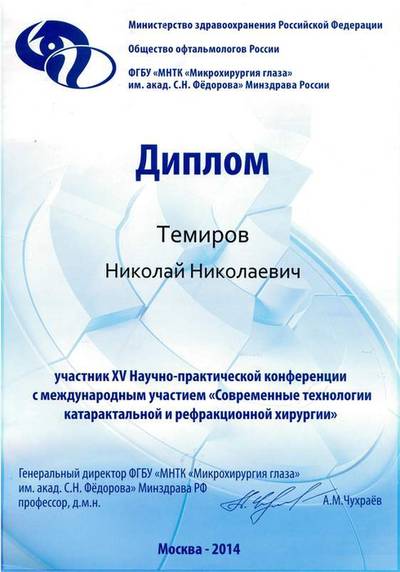 Министерство здравоохранения Российской Федерации
Общество офтальмологов России
ФГБУ «МНТК «Микрохирургия глаза»
им. акад. С.Н. Фёдорова» Минздрава России
Диплом
Темиров
Николай Николаевич
участник XV Научно-практической конференции
с международным участием «Современные технологии
катарактальной и рефракционной хирургии»
Генеральный директор ФГБУ «МНТК «Микрохирургия глаза»
им. акад. С.Н. Фёдорова» Минздрава РФ
профессор, д.м.н.
А.М.Чухраёв
Москва - 2014